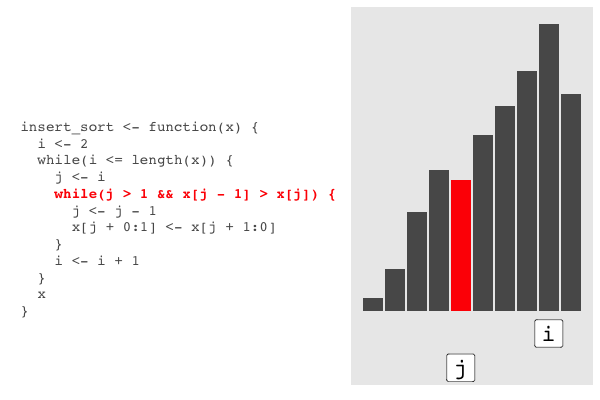 insert_sort <- function(x) {
  i <- 2
  while(i <= length(x)) {
    j <- i
    while(j > 1 && x[j - 1] > x[j]) {
      j <- j - 1
      x[j + 0:1] <- x[j + 1:0]
    }
    i <- i + 1
  }
  x
}
i
j